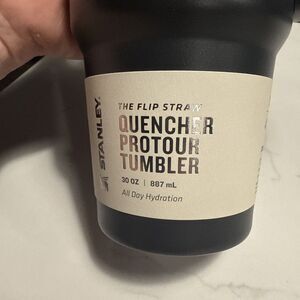 STANLEY
THE FLIP STRAW
QUENCHER
PROTOUR
TUMBLER
30 OZ | 887 mL
All Day Hydration